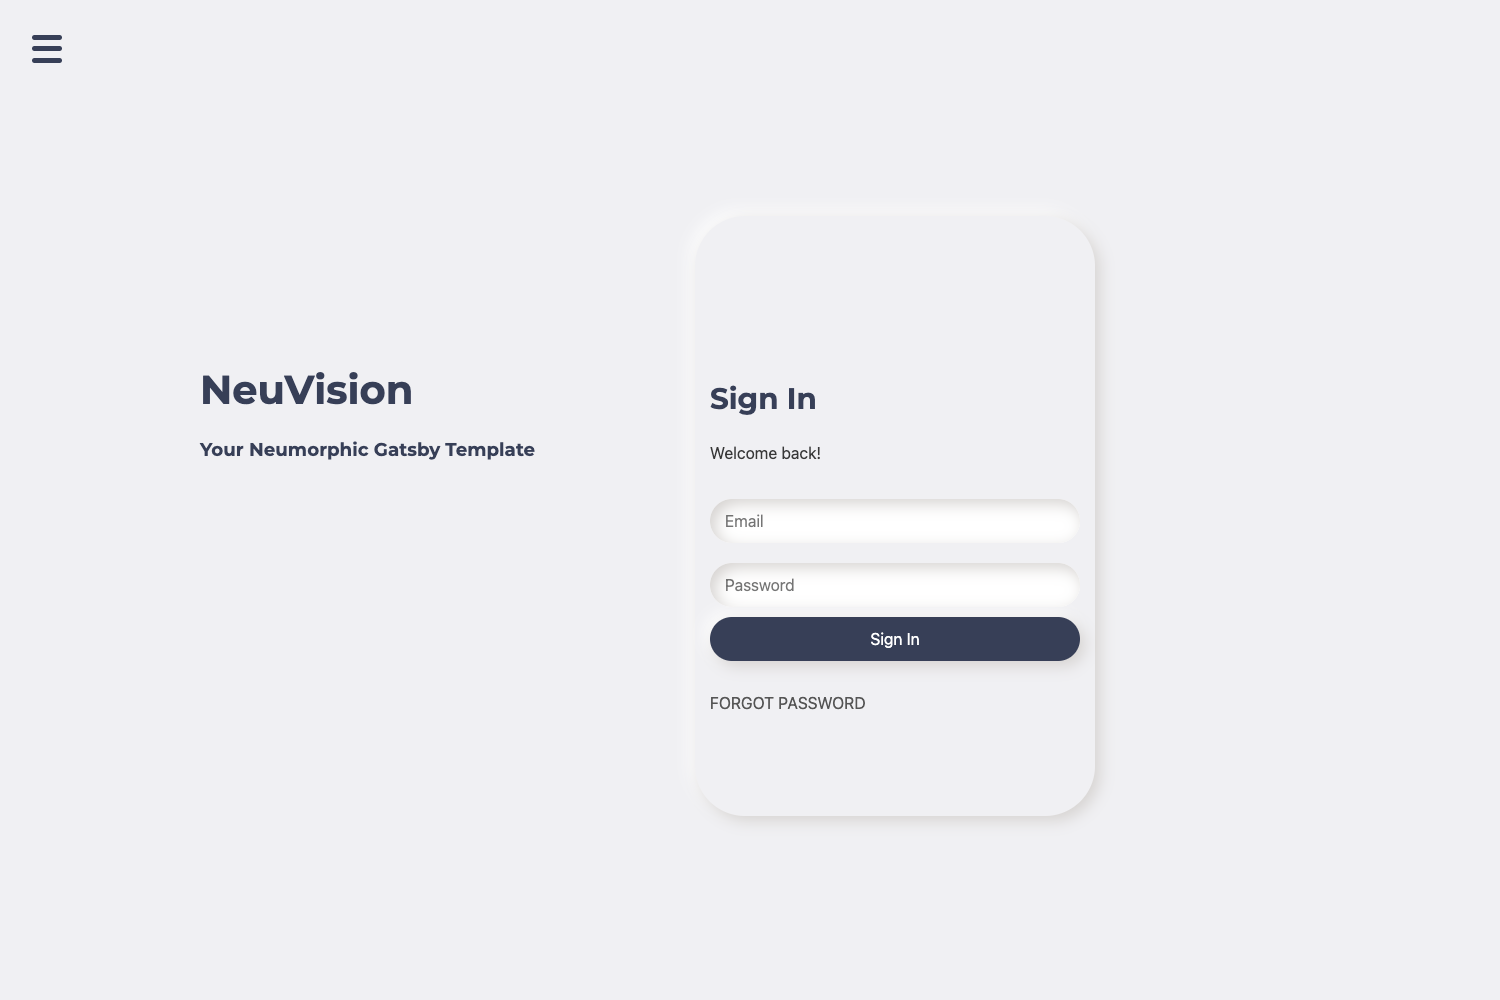 NeuVision
Your Neumorphic Gatsby Template
Sign In
Welcome back!
Email
Password
Sign In
FORGOT PASSWORD